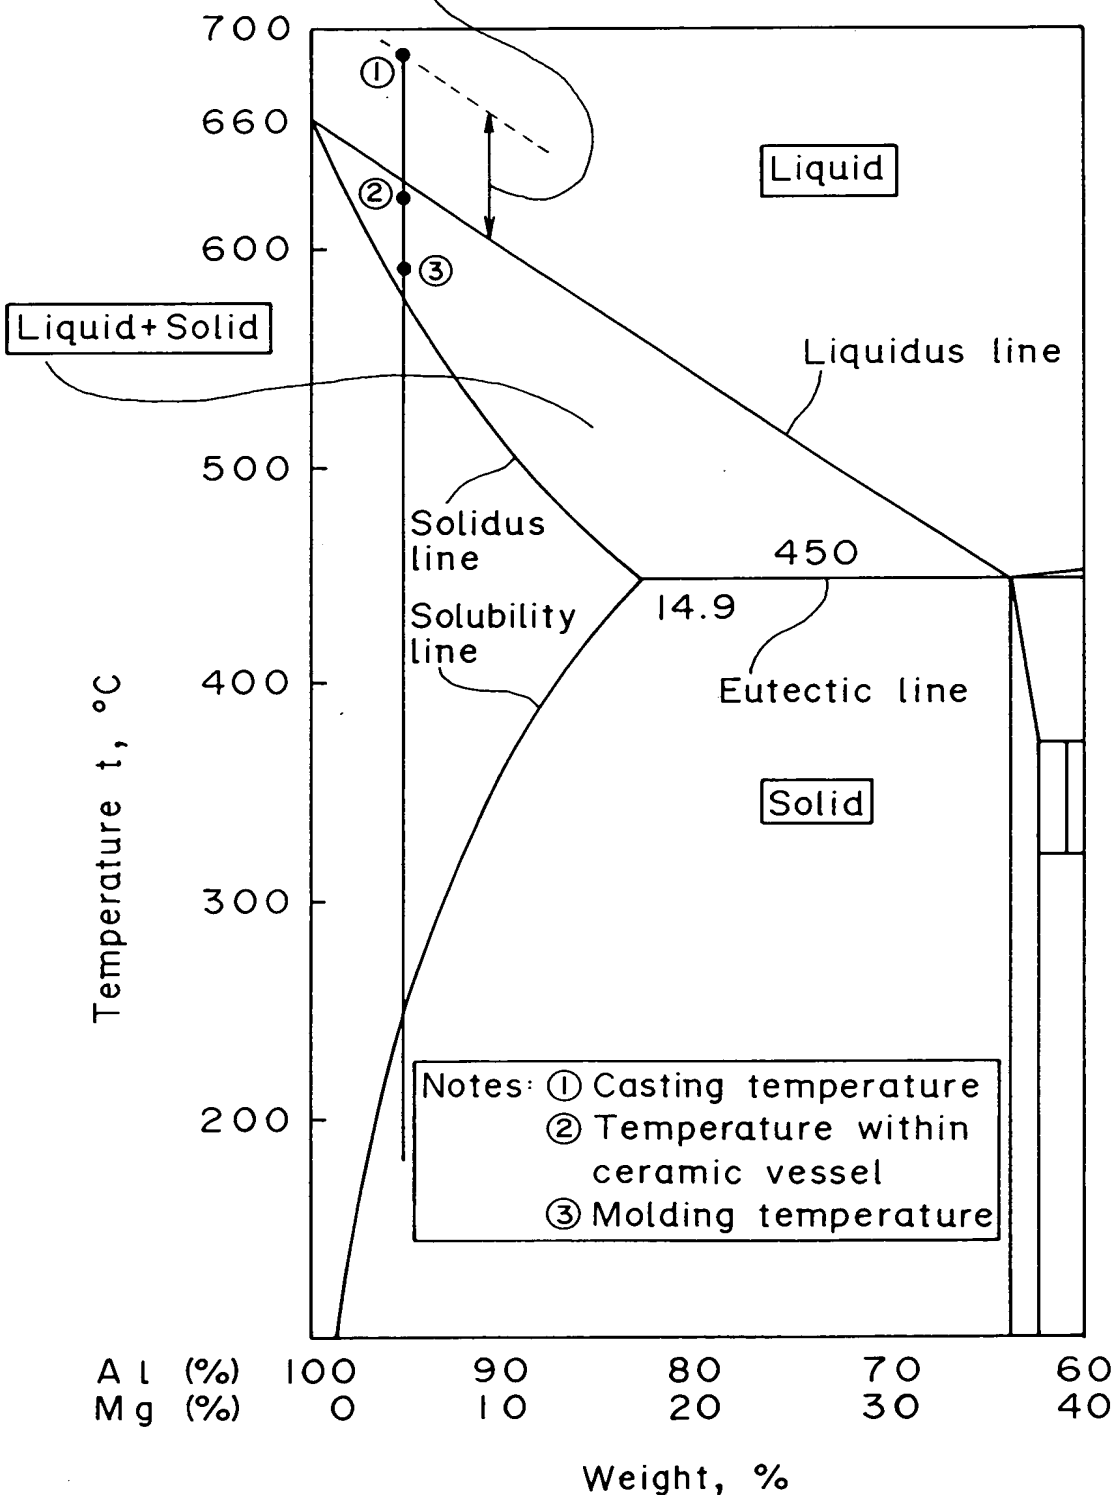 700
①
660
Liquid
②
600
③
Liquid+Solid
Liquidus line
500
Solidus
line
450
14.9
Solubility
line
400
Eutectic line
Temperature t, °C
Solid
300
Notes: ① Casting temperature
② Temperature within
ceramic vessel
③ Molding temperature
200
Al (%) 100 90 80 70 60
Mg (%) 0 10 20 30 40
Weight, %